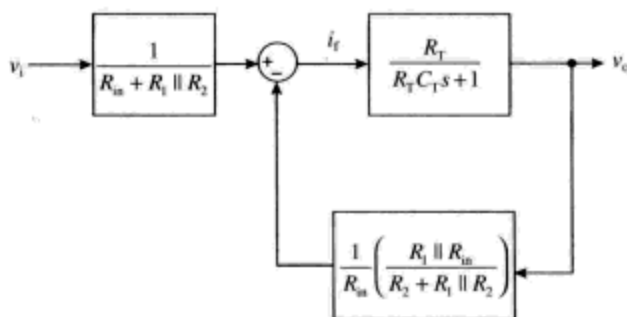 v_i
1 / (R_in + R_1 || R_2)
+
−
i_f
R_T / (R_T C_T s + 1)
v_o
1/R_in ( R_1 || R_in / (R_2 + R_1 || R_2) )